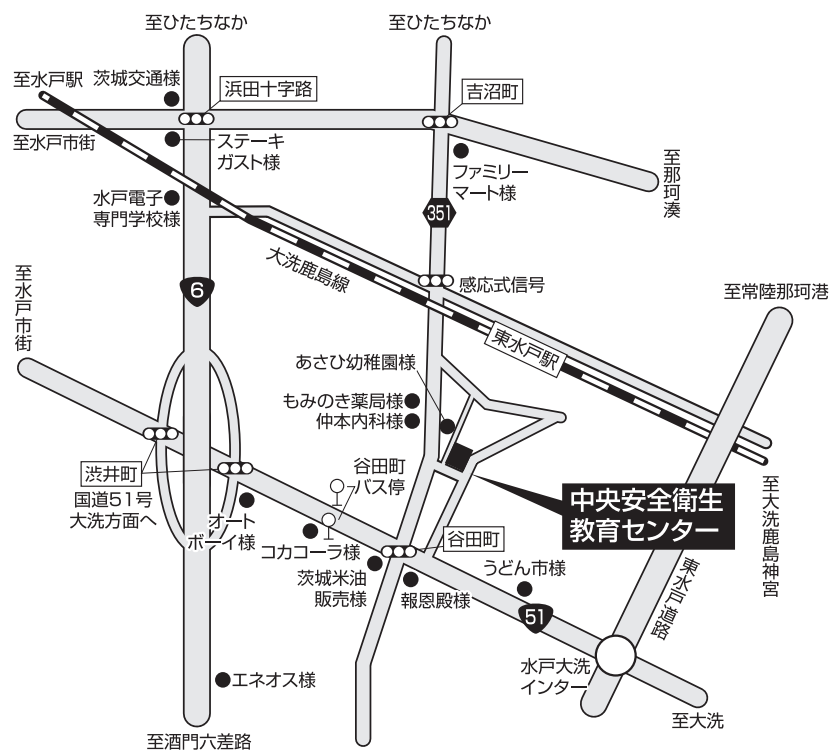 至ひたちなか
至ひたちなか
至水戸駅
茨城交通様
浜田十字路
吉沼町
至水戸市街
ステーキ
ガスト様
ファミリー
マート様
至那珂湊
水戸電子
専門学校様
351
大洗鹿島線
感応式信号
至水戸市街
6
至常陸那珂港
東水戸駅
あさひ幼稚園様
もみのき薬局様
仲本内科様
渋井町
国道51号
大洗方面へ
谷田町
バス停
中央安全衛生
教育センター
至大洗鹿島神宮
オート
ボーイ様
コカコーラ様
谷田町
茨城米油
販売様
報恩殿様
うどん市様
51
東水戸道路
水戸大洗
インター
エネオス様
至大洗
至酒門六差路